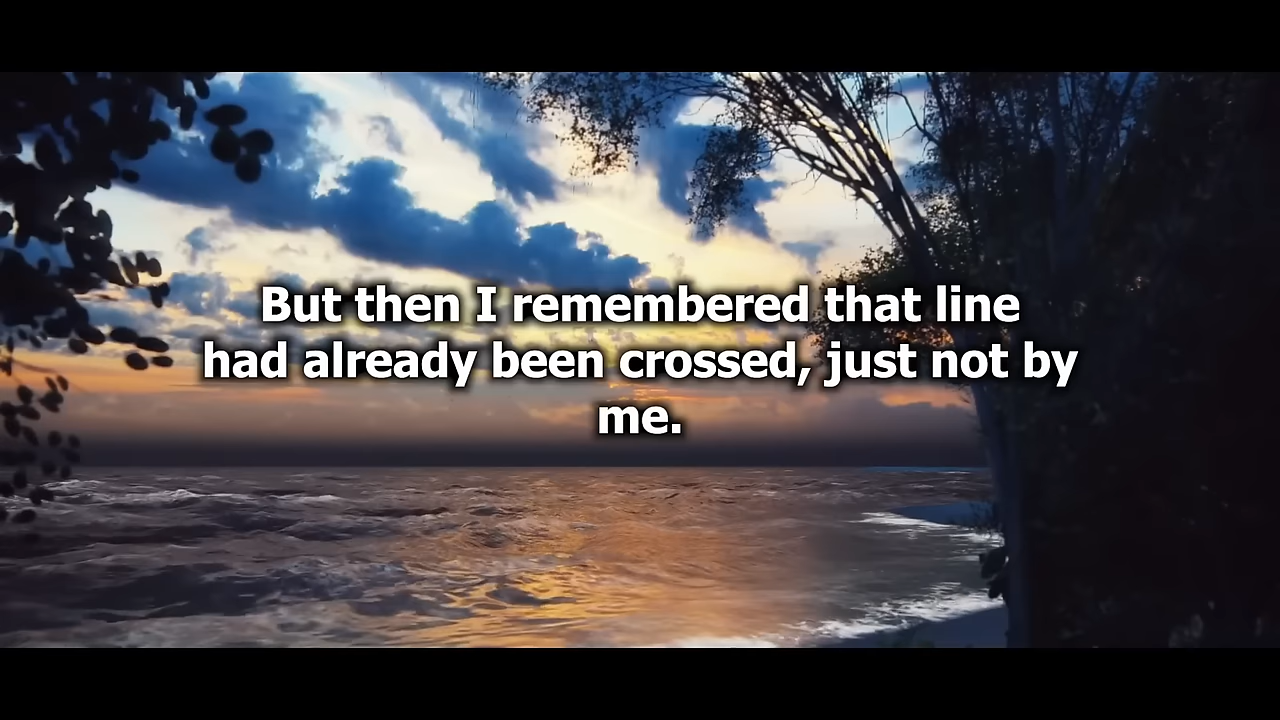 But then I remembered that line
had already been crossed, just not by
me.